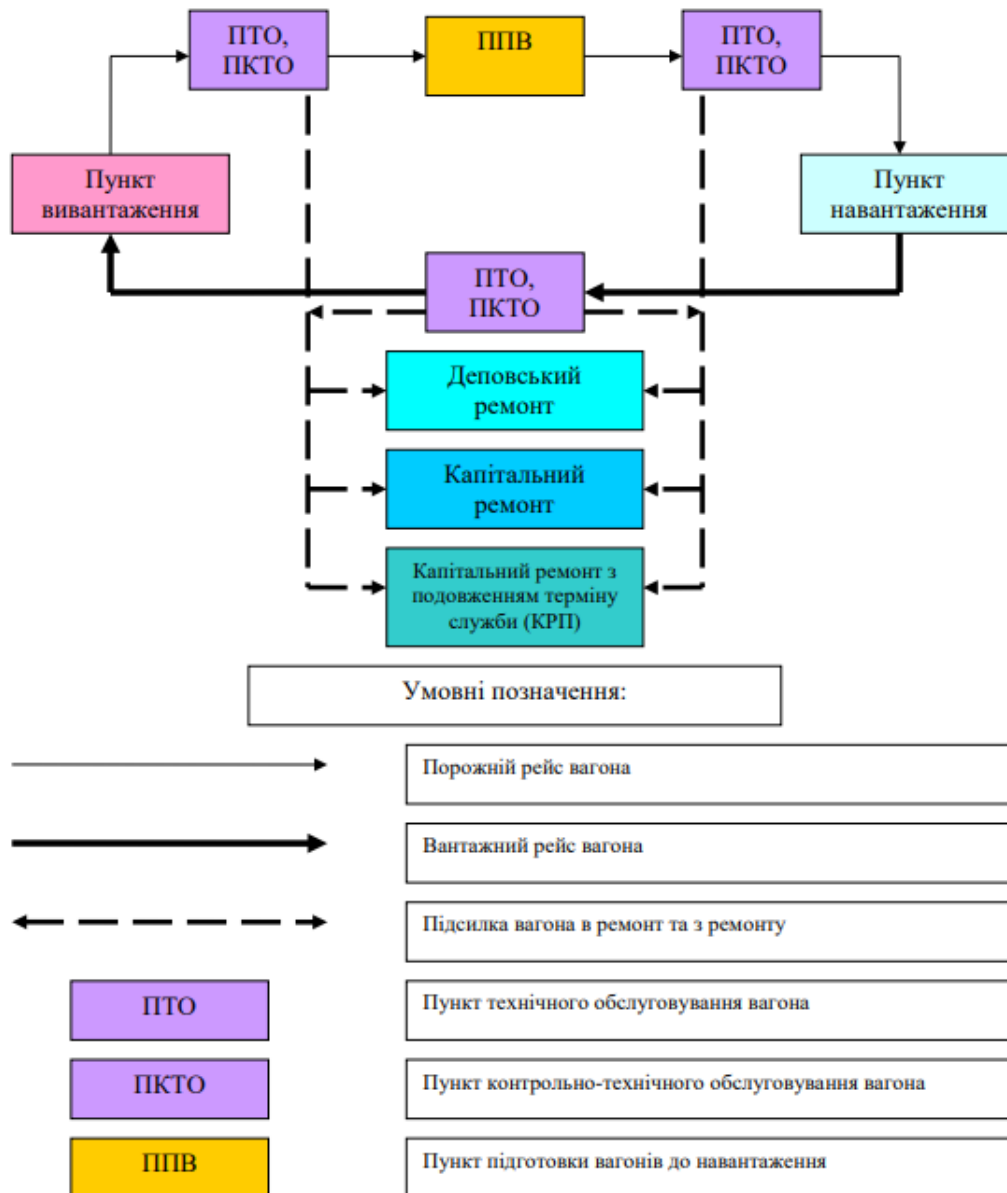 ПТО,
ПКТО
ППВ
ПТО,
ПКТО
Пункт
вивантаження
Пункт
навантаження
ПТО,
ПКТО
Деповський
ремонт
Капітальний
ремонт
Капітальний ремонт з
подовженням терміну
служби (КРП)
Умовні позначення:
Порожній рейс вагона
Вантажний рейс вагона
Підсилка вагона в ремонт та з ремонту
ПТО
Пункт технічного обслуговування вагона
ПКТО
Пункт контрольно-технічного обслуговування вагона
ППВ
Пункт підготовки вагонів до навантаження